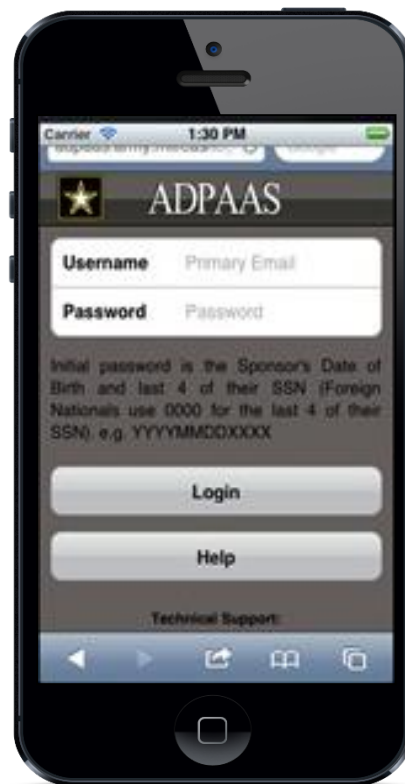 Carrier 1:30 PM
Google
ADPAAS
Username Primary Email
Password Password
Initial password is the Sponsor's Date of
Birth and last 4 of their SSN (Foreign
Nationals use 0000 for the last 4 of their
SSN). e.g. YYYYMMDDXXXX
Login
Help
Technical Support: